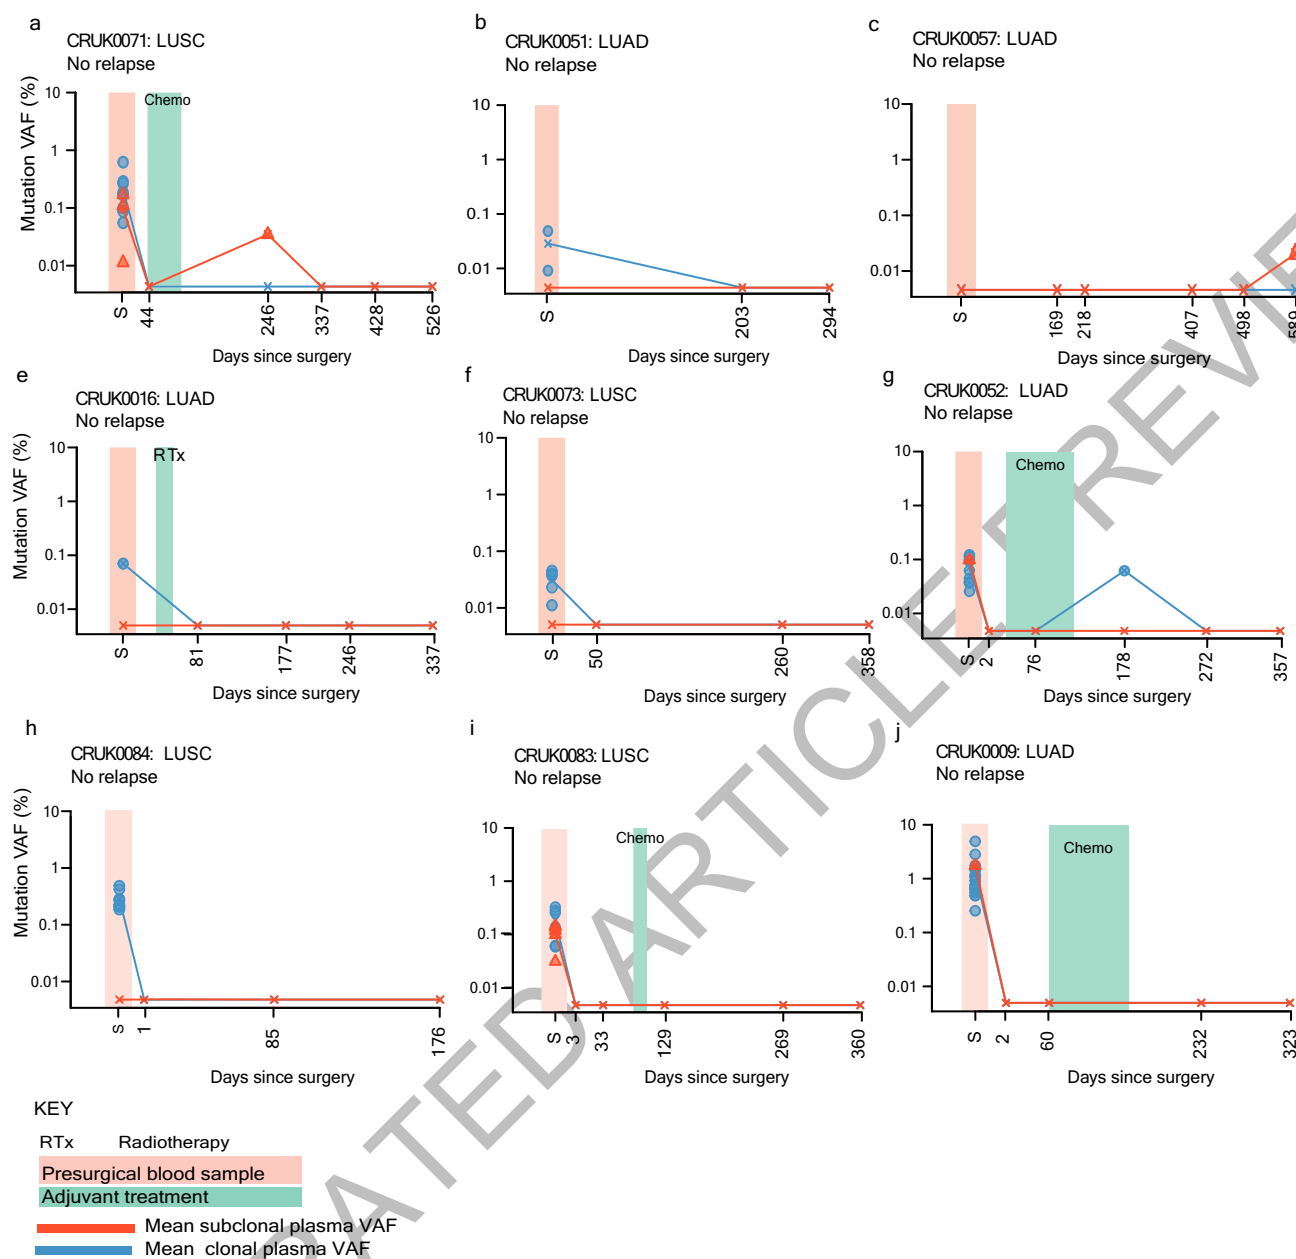 a
CRUK0071: LUSC
No relapse
Mutation VAF (%)
10
1
0.1
0.01
Chemo
S
44
246
337
428
526
Days since surgery
b
CRUK0051: LUAD
No relapse
10
1
0.1
0.01
S
203
294
Days since surgery
c
CRUK0057: LUAD
No relapse
10
1
0.1
0.01
S
169
218
407
498
589
Days since surgery
e
CRUK0016: LUAD
No relapse
Mutation VAF (%)
10
1
0.1
0.01
RTx
S
81
177
246
337
Days since surgery
f
CRUK0073: LUSC
No relapse
10
1
0.1
0.01
S
50
260
358
Days since surgery
g
CRUK0052: LUAD
No relapse
10
1
0.1
0.01
Chemo
S
2
76
178
272
357
Days since surgery
h
CRUK0084: LUSC
No relapse
Mutation VAF (%)
10
1
0.1
0.01
S
1
85
176
Days since surgery
i
CRUK0083: LUSC
No relapse
10
1
0.1
0.01
Chemo
S
3
33
129
269
360
Days since surgery
j
CRUK0009: LUAD
No relapse
10
1
0.1
0.01
Chemo
S
2
60
232
323
Days since surgery
KEY
RTx Radiotherapy
Presurgical blood sample
Adjuvant treatment
Mean subclonal plasma VAF
Mean clonal plasma VAF
RATED ARTICLE PREVIE